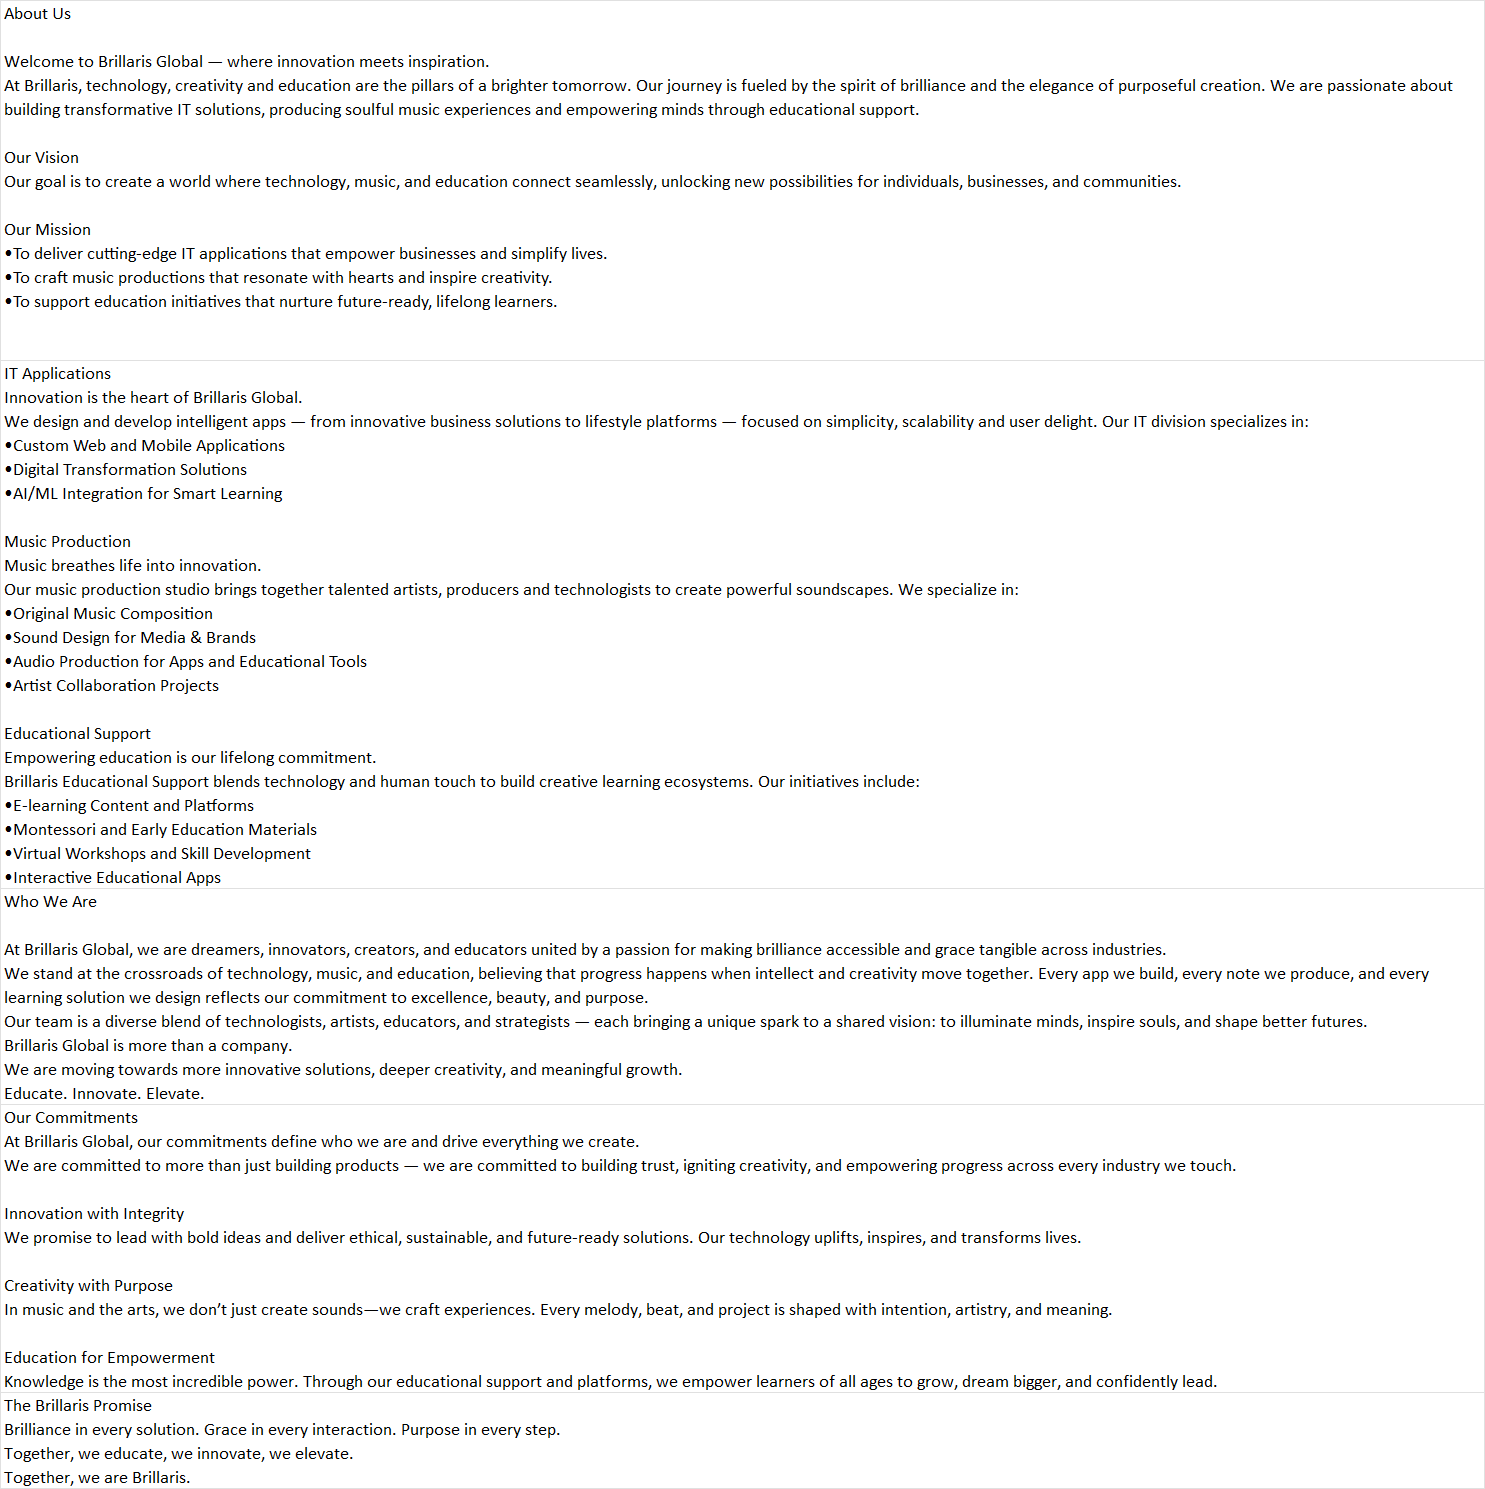 About Us
Welcome to Brillaris Global — where innovation meets inspiration.
At Brillaris, technology, creativity and education are the pillars of a brighter tomorrow. Our journey is fueled by the spirit of brilliance and the elegance of purposeful creation. We are passionate about
building transformative IT solutions, producing soulful music experiences and empowering minds through educational support.
Our Vision
Our goal is to create a world where technology, music, and education connect seamlessly, unlocking new possibilities for individuals, businesses, and communities.
Our Mission
•To deliver cutting-edge IT applications that empower businesses and simplify lives.
•To craft music productions that resonate with hearts and inspire creativity.
•To support education initiatives that nurture future-ready, lifelong learners.
IT Applications
Innovation is the heart of Brillaris Global.
We design and develop intelligent apps — from innovative business solutions to lifestyle platforms — focused on simplicity, scalability and user delight. Our IT division specializes in:
•Custom Web and Mobile Applications
•Digital Transformation Solutions
•AI/ML Integration for Smart Learning
Music Production
Music breathes life into innovation.
Our music production studio brings together talented artists, producers and technologists to create powerful soundscapes. We specialize in:
•Original Music Composition
•Sound Design for Media & Brands
•Audio Production for Apps and Educational Tools
•Artist Collaboration Projects
Educational Support
Empowering education is our lifelong commitment.
Brillaris Educational Support blends technology and human touch to build creative learning ecosystems. Our initiatives include:
•E-learning Content and Platforms
•Montessori and Early Education Materials
•Virtual Workshops and Skill Development
•Interactive Educational Apps
Who We Are
At Brillaris Global, we are dreamers, innovators, creators, and educators united by a passion for making brilliance accessible and grace tangible across industries.
We stand at the crossroads of technology, music, and education, believing that progress happens when intellect and creativity move together. Every app we build, every note we produce, and every
learning solution we design reflects our commitment to excellence, beauty, and purpose.
Our team is a diverse blend of technologists, artists, educators, and strategists — each bringing a unique spark to a shared vision: to illuminate minds, inspire souls, and shape better futures.
Brillaris Global is more than a company.
We are moving towards more innovative solutions, deeper creativity, and meaningful growth.
Educate. Innovate. Elevate.
Our Commitments
At Brillaris Global, our commitments define who we are and drive everything we create.
We are committed to more than just building products — we are committed to building trust, igniting creativity, and empowering progress across every industry we touch.
Innovation with Integrity
We promise to lead with bold ideas and deliver ethical, sustainable, and future-ready solutions. Our technology uplifts, inspires, and transforms lives.
Creativity with Purpose
In music and the arts, we don’t just create sounds—we craft experiences. Every melody, beat, and project is shaped with intention, artistry, and meaning.
Education for Empowerment
Knowledge is the most incredible power. Through our educational support and platforms, we empower learners of all ages to grow, dream bigger, and confidently lead.
The Brillaris Promise
Brilliance in every solution. Grace in every interaction. Purpose in every step.
Together, we educate, we innovate, we elevate.
Together, we are Brillaris.